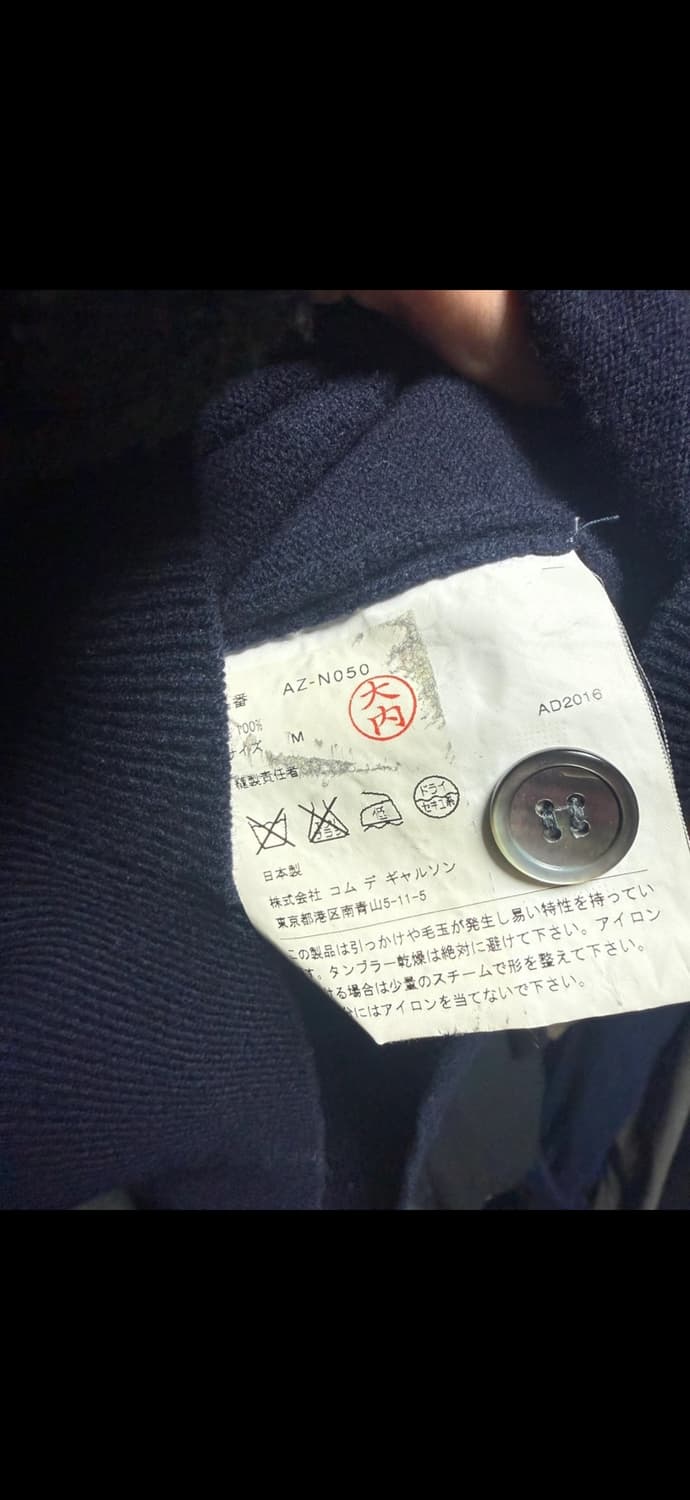 番 AZ-N050
大内
AD2016
100%
イズ M
縫製責任者
ドライ
セキユ系
低
日本製
株式会社 コム デ ギャルソン
東京都港区南青山5-11-5
この製品は引っかけや毛玉が発生し易い特性を持ってい
す。タンブラー乾燥は絶対に避けて下さい。アイロン
ける場合は少量のスチームで形を整えて下さい。
分にはアイロンを当てないで下さい。